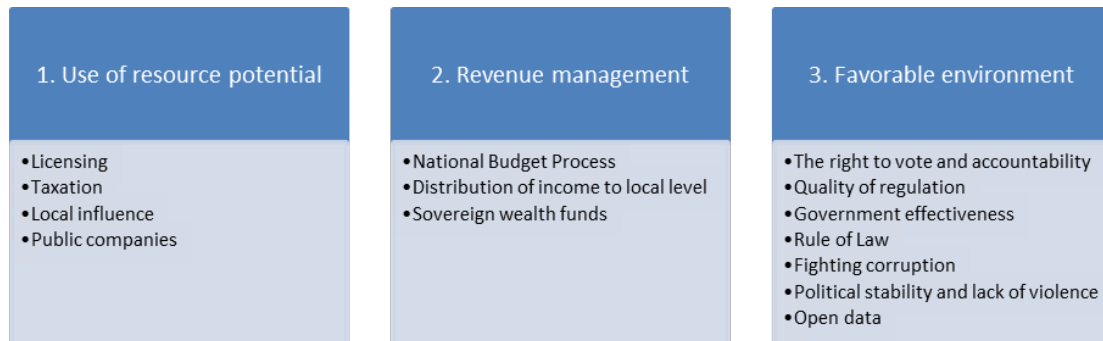 1. Use of resource potential
•Licensing
•Taxation
•Local influence
•Public companies
2. Revenue management
•National Budget Process
•Distribution of income to local level
•Sovereign wealth funds
3. Favorable environment
•The right to vote and accountability
•Quality of regulation
•Government effectiveness
•Rule of Law
•Fighting corruption
•Political stability and lack of violence
•Open data